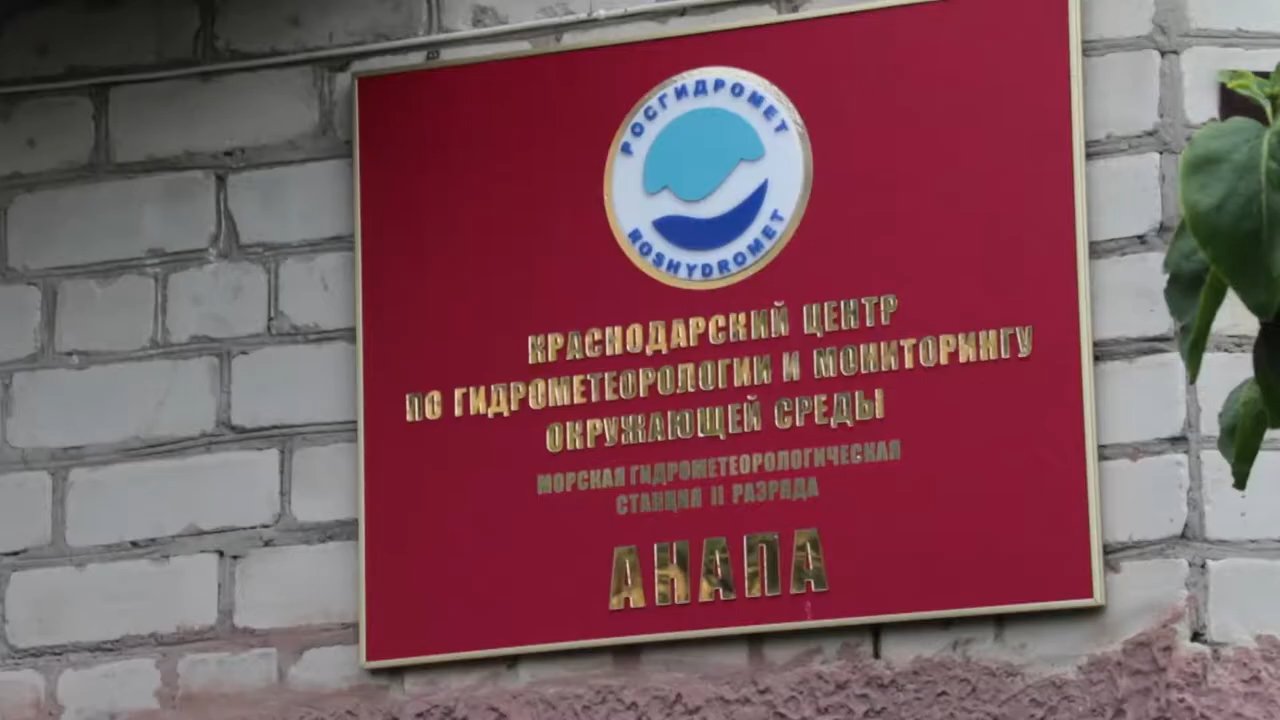 РОСГИДРОМЕТ
ROSHYDROMET
КРАСНОДАРСКИЙ ЦЕНТР
ПО ГИДРОМЕТЕОРОЛОГИИ И МОНИТОРИНГУ
ОКРУЖАЮЩЕЙ СРЕДЫ
МОРСКАЯ ГИДРОМЕТЕОРОЛОГИЧЕСКАЯ
СТАНЦИЯ II РАЗРЯДА
АНАПА